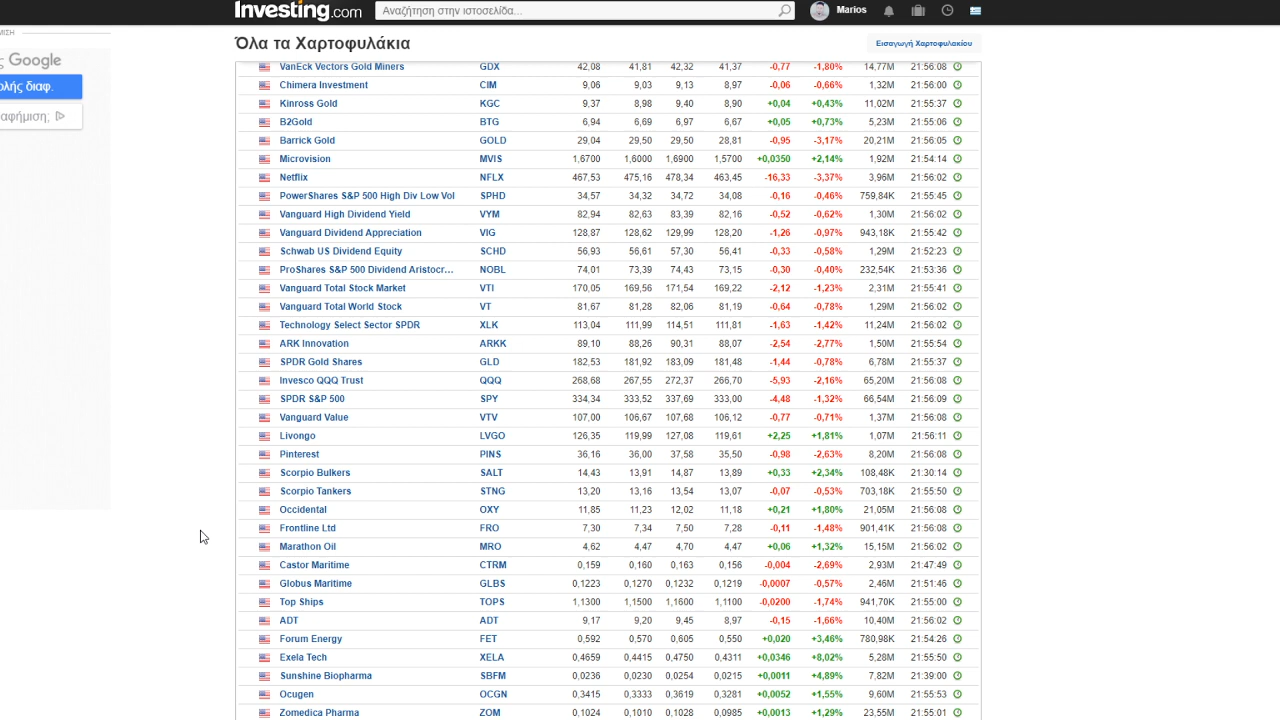 Investing.com Αναζήτηση στην ιστοσελίδα... Marios
ΜΙΣΗ
Όλα τα Χαρτοφυλάκια Εισαγωγή Χαρτοφυλακίου
ς Google
ολής διαφ.
αφήμιση;
VanEck Vectors Gold Miners GDX 42,08 41,81 42,32 41,37 -0,77 -1,80% 14,77M 21:56:08
Chimera Investment CIM 9,06 9,03 9,13 8,97 -0,06 -0,66% 1,32M 21:56:00
Kinross Gold KGC 9,37 8,98 9,40 8,90 +0,04 +0,43% 11,02M 21:55:37
B2Gold BTG 6,94 6,69 6,97 6,67 +0,05 +0,73% 5,23M 21:55:06
Barrick Gold GOLD 29,04 29,50 29,50 28,81 -0,95 -3,17% 20,21M 21:56:05
Microvision MVIS 1,6700 1,6000 1,6900 1,5700 +0,0350 +2,14% 1,92M 21:54:14
Netflix NFLX 467,53 475,16 478,34 463,45 -16,33 -3,37% 3,96M 21:56:02
PowerShares S&P 500 High Div Low Vol SPHD 34,57 34,32 34,72 34,08 -0,16 -0,46% 759,84K 21:55:45
Vanguard High Dividend Yield VYM 82,94 82,63 83,39 82,16 -0,52 -0,62% 1,30M 21:56:02
Vanguard Dividend Appreciation VIG 128,87 128,62 129,99 128,20 -1,26 -0,97% 943,18K 21:55:42
Schwab US Dividend Equity SCHD 56,93 56,61 57,30 56,41 -0,33 -0,58% 1,29M 21:52:23
ProShares S&P 500 Dividend Aristocr... NOBL 74,01 73,39 74,43 73,15 -0,30 -0,40% 232,54K 21:53:36
Vanguard Total Stock Market VTI 170,05 169,56 171,54 169,22 -2,12 -1,23% 2,31M 21:55:41
Vanguard Total World Stock VT 81,67 81,28 82,06 81,19 -0,64 -0,78% 1,29M 21:56:02
Technology Select Sector SPDR XLK 113,04 111,99 114,51 111,81 -1,63 -1,42% 11,24M 21:56:02
ARK Innovation ARKK 89,10 88,26 90,31 88,07 -2,54 -2,77% 1,50M 21:55:54
SPDR Gold Shares GLD 182,53 181,92 183,09 181,48 -1,44 -0,78% 6,78M 21:55:37
Invesco QQQ Trust QQQ 268,68 267,55 272,37 266,70 -5,93 -2,16% 65,20M 21:56:08
SPDR S&P 500 SPY 334,34 333,52 337,69 333,00 -4,48 -1,32% 66,54M 21:56:09
Vanguard Value VTV 107,00 106,67 107,68 106,12 -0,77 -0,71% 1,37M 21:56:08
Livongo LVGO 126,35 119,99 127,08 119,61 +2,25 +1,81% 1,07M 21:56:11
Pinterest PINS 36,16 36,00 37,58 35,50 -0,98 -2,63% 8,20M 21:56:08
Scorpio Bulkers SALT 14,43 13,91 14,87 13,89 +0,33 +2,34% 108,48K 21:30:14
Scorpio Tankers STNG 13,20 13,16 13,54 13,07 -0,07 -0,53% 703,18K 21:55:50
Occidental OXY 11,85 11,23 12,02 11,18 +0,21 +1,80% 21,05M 21:56:08
Frontline Ltd FRO 7,30 7,34 7,50 7,28 -0,11 -1,48% 901,41K 21:56:08
Marathon Oil MRO 4,62 4,47 4,70 4,47 +0,06 +1,32% 15,15M 21:56:02
Castor Maritime CTRM 0,159 0,160 0,163 0,156 -0,004 -2,69% 2,93M 21:47:49
Globus Maritime GLBS 0,1223 0,1270 0,1232 0,1219 -0,0007 -0,57% 2,46M 21:51:46
Top Ships TOPS 1,1300 1,1500 1,1600 1,1100 -0,0200 -1,74% 941,70K 21:55:00
ADT ADT 9,17 9,20 9,45 8,97 -0,15 -1,66% 10,40M 21:56:02
Forum Energy FET 0,592 0,570 0,605 0,550 +0,020 +3,46% 780,98K 21:54:26
Exela Tech XELA 0,4659 0,4415 0,4750 0,4311 +0,0346 +8,02% 5,28M 21:55:50
Sunshine Biopharma SBFM 0,0236 0,0230 0,0254 0,0215 +0,0011 +4,89% 7,82M 21:39:00
Ocugen OCGN 0,3415 0,3333 0,3619 0,3281 +0,0052 +1,55% 9,60M 21:55:53
Zomedica Pharma ZOM 0,1024 0,1010 0,1028 0,0985 +0,0013 +1,29% 23,55M 21:55:01